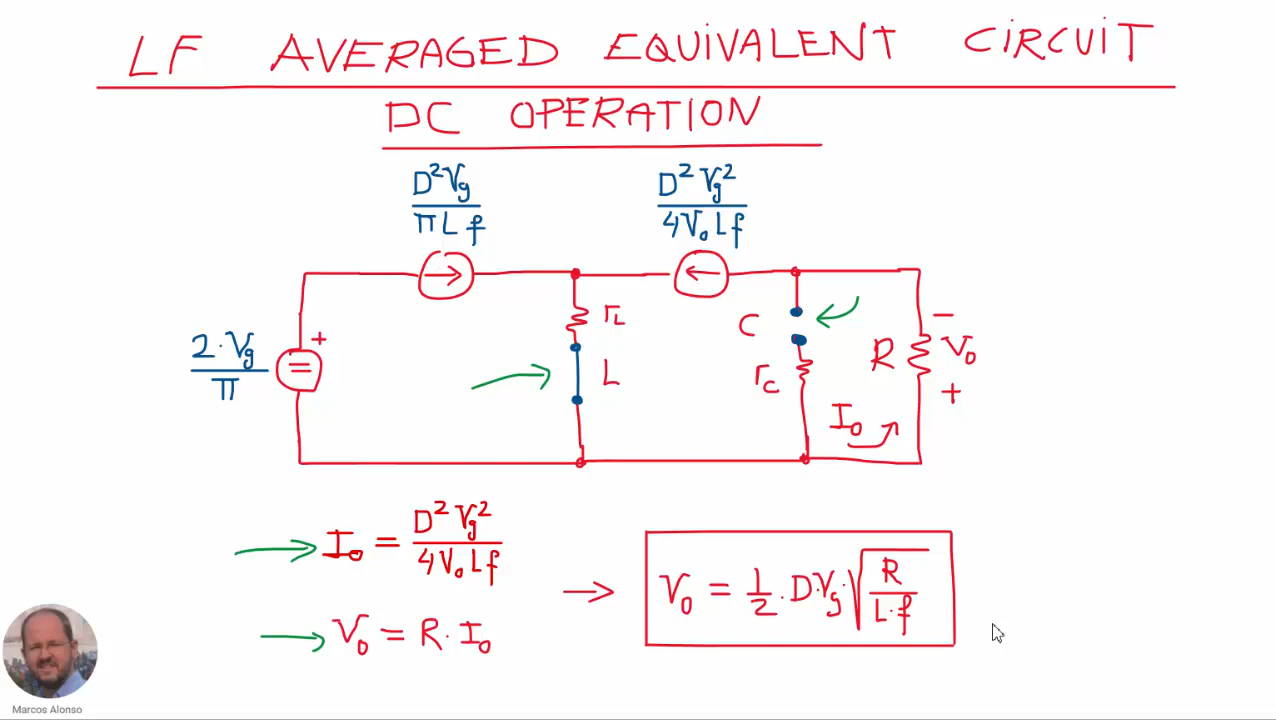 LF AVERAGED EQUIVALENT CIRCUIT
DC OPERATION
D²Vg / πLf
D²Vg² / 4VoLf
2·Vg / π
+
=
rL
L
C
rC
R
−
Vo
+
Io
Io = D²Vg² / 4VoLf
Vo = R·Io
Vo = 1/2·D·Vg·√(R / L·f)
Marcos Alonso